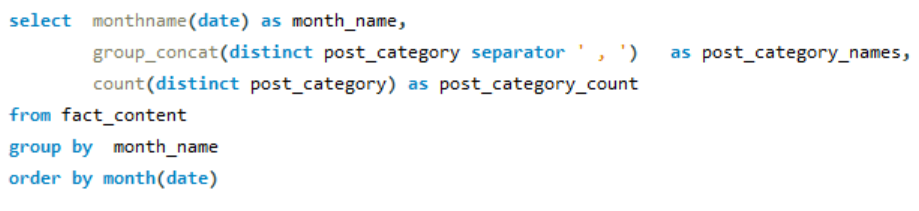 select  monthname(date) as month_name,
        group_concat(distinct post_category separator ' , ')   as post_category_names,
        count(distinct post_category) as post_category_count
from fact_content
group by  month_name
order by month(date)